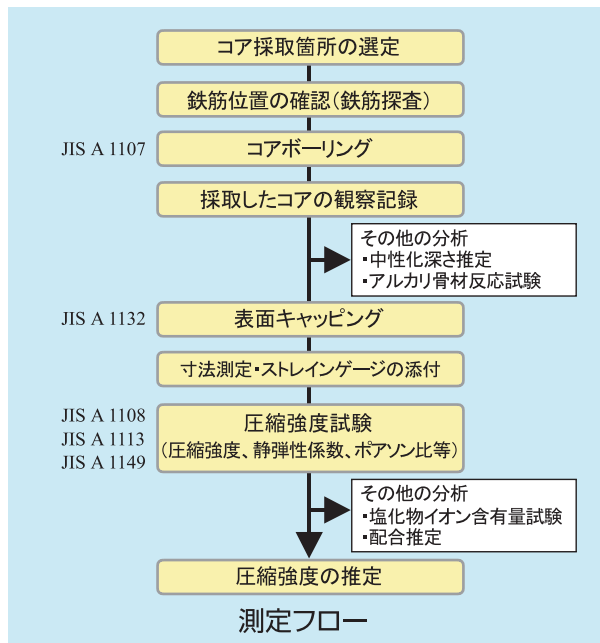 コア採取箇所の選定
鉄筋位置の確認(鉄筋探査)
JIS A 1107
コアボーリング
採取したコアの観察記録
その他の分析
・中性化深さ推定
・アルカリ骨材反応試験
JIS A 1132
表面キャッピング
寸法測定・ストレインゲージの添付
JIS A 1108
JIS A 1113
JIS A 1149
圧縮強度試験
(圧縮強度、静弾性係数、ポアソン比等)
その他の分析
・塩化物イオン含有量試験
・配合推定
圧縮強度の推定
測定フロー